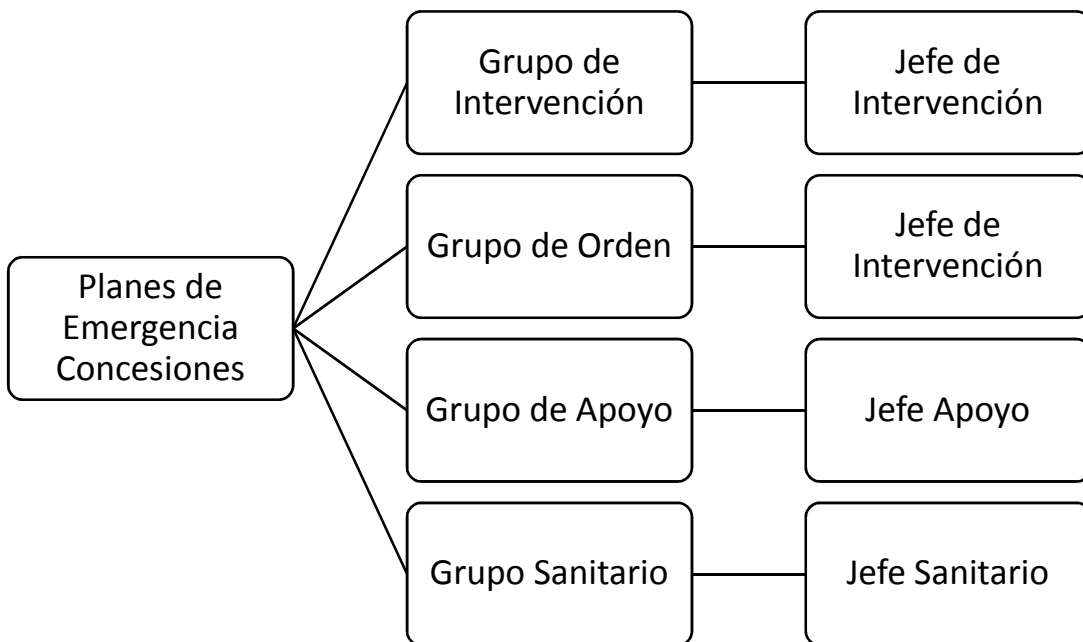 Planes de
Emergencia
Concesiones
Grupo de
Intervención
Jefe de
Intervención
Grupo de Orden
Jefe de
Intervención
Grupo de Apoyo
Jefe Apoyo
Grupo Sanitario
Jefe Sanitario